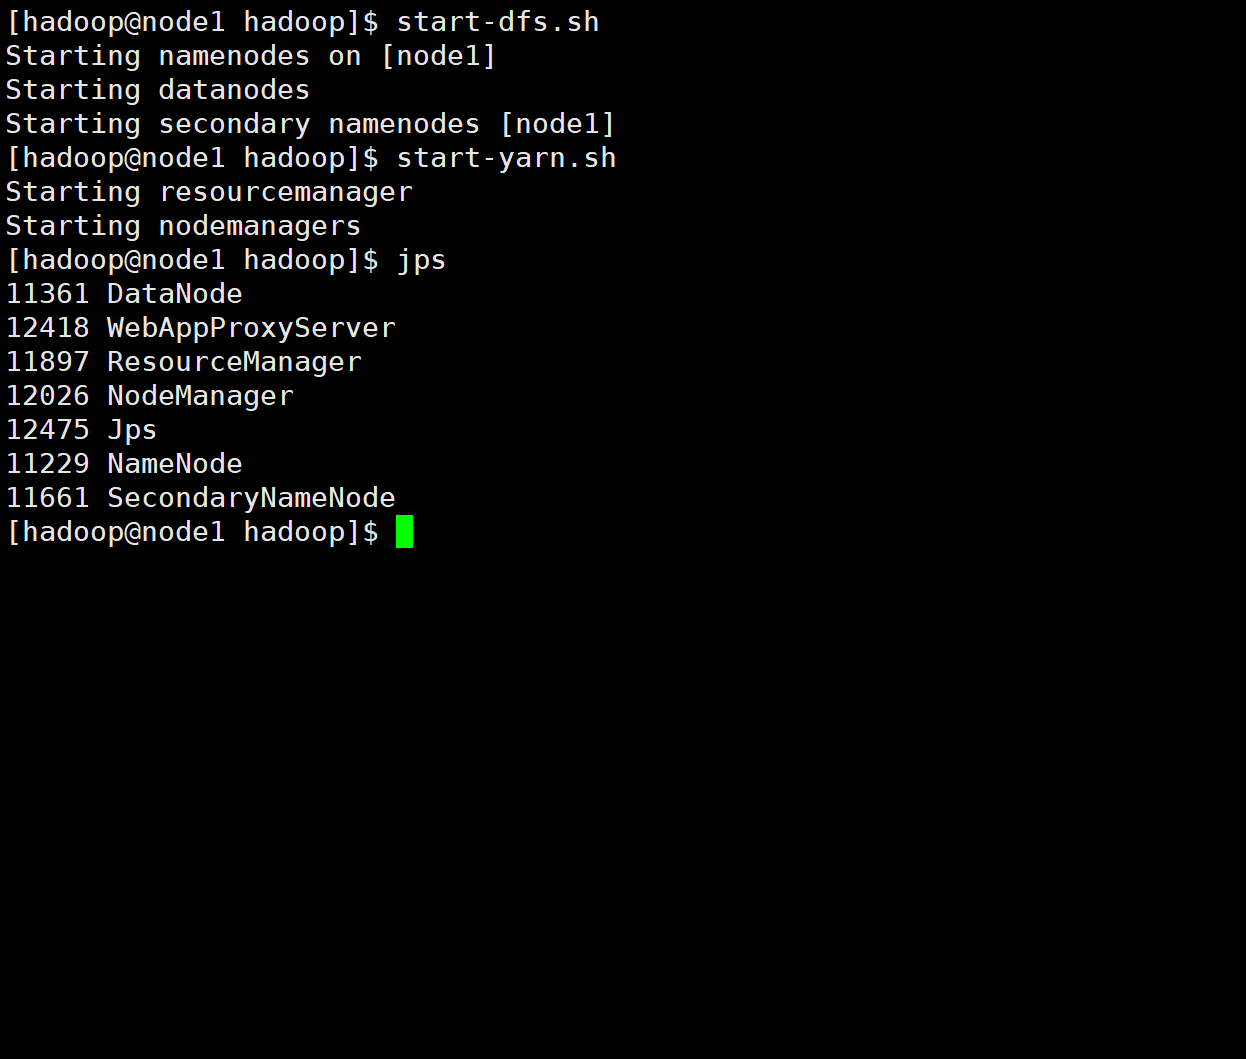 [hadoop@node1 hadoop]$ start-dfs.sh
Starting namenodes on [node1]
Starting datanodes
Starting secondary namenodes [node1]
[hadoop@node1 hadoop]$ start-yarn.sh
Starting resourcemanager
Starting nodemanagers
[hadoop@node1 hadoop]$ jps
11361 DataNode
12418 WebAppProxyServer
11897 ResourceManager
12026 NodeManager
12475 Jps
11229 NameNode
11661 SecondaryNameNode
[hadoop@node1 hadoop]$